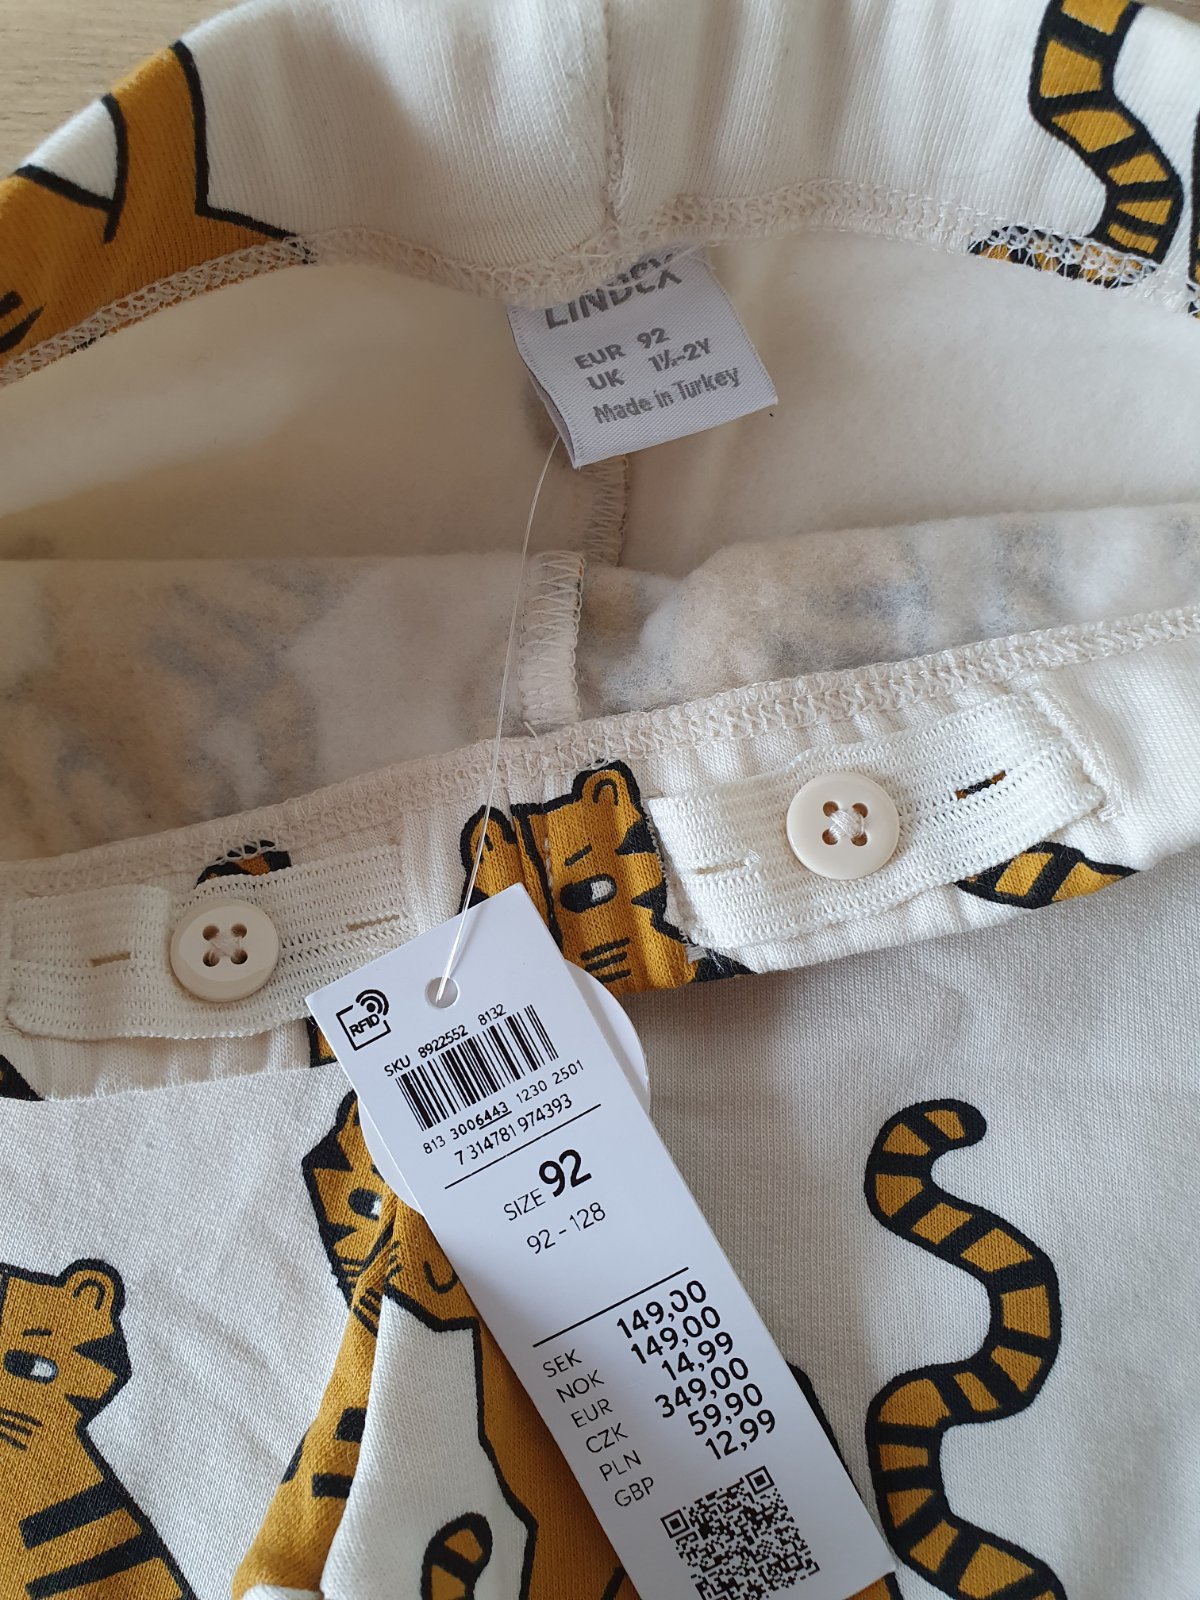 LINDEX
EUR 92
UK 1½-2Y
Made in Turkey
RFID
SKU 8922552 8132
813 3006443 1230 2501
7 314781 974393
SIZE 92
92 - 128
SEK 149,00
NOK 149,00
EUR 14,99
CZK 349,00
PLN 59,90
GBP 12,99